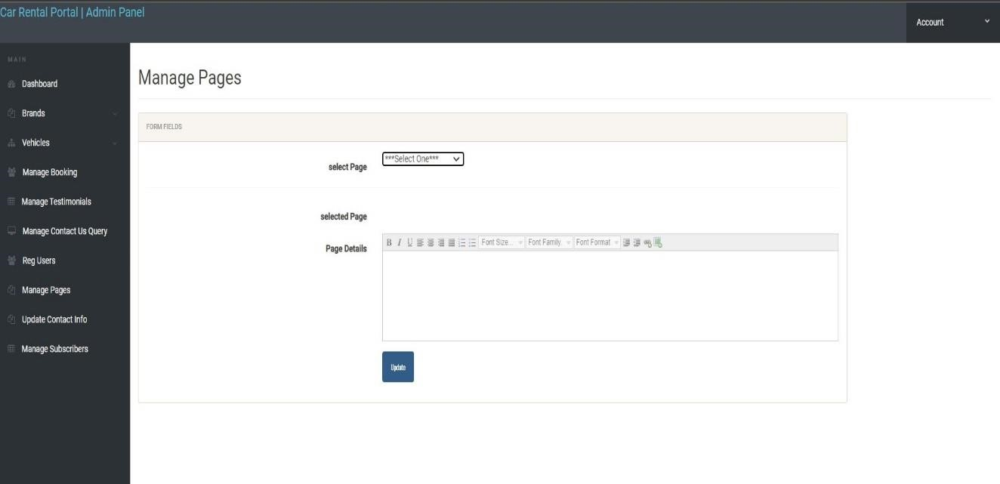 Car Rental Portal | Admin Panel
Account
MAIN
Dashboard
Brands
Vehicles
Manage Booking
Manage Testimonials
Manage Contact Us Query
Reg Users
Manage Pages
Update Contact Info
Manage Subscribers
Manage Pages
FORM FIELDS
select Page
***Select One***
selected Page
Page Details
B I U Font Size... Font Family. Font Format
Update